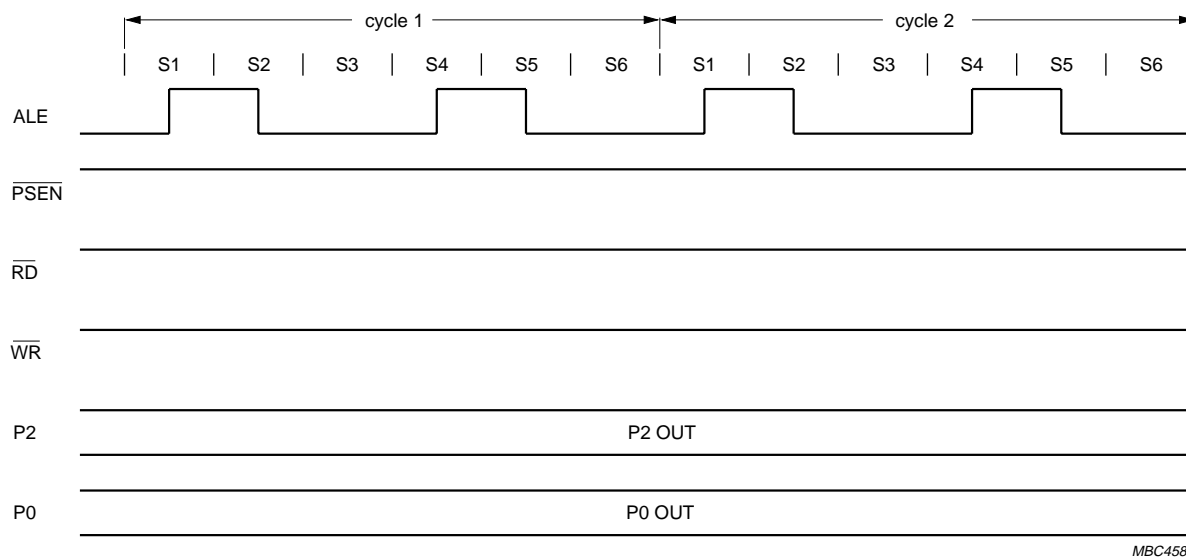 cycle 1 cycle 2
S1 S2 S3 S4 S5 S6 S1 S2 S3 S4 S5 S6
ALE
PSEN
RD
WR
P2 P2 OUT
P0 P0 OUT
MBC458